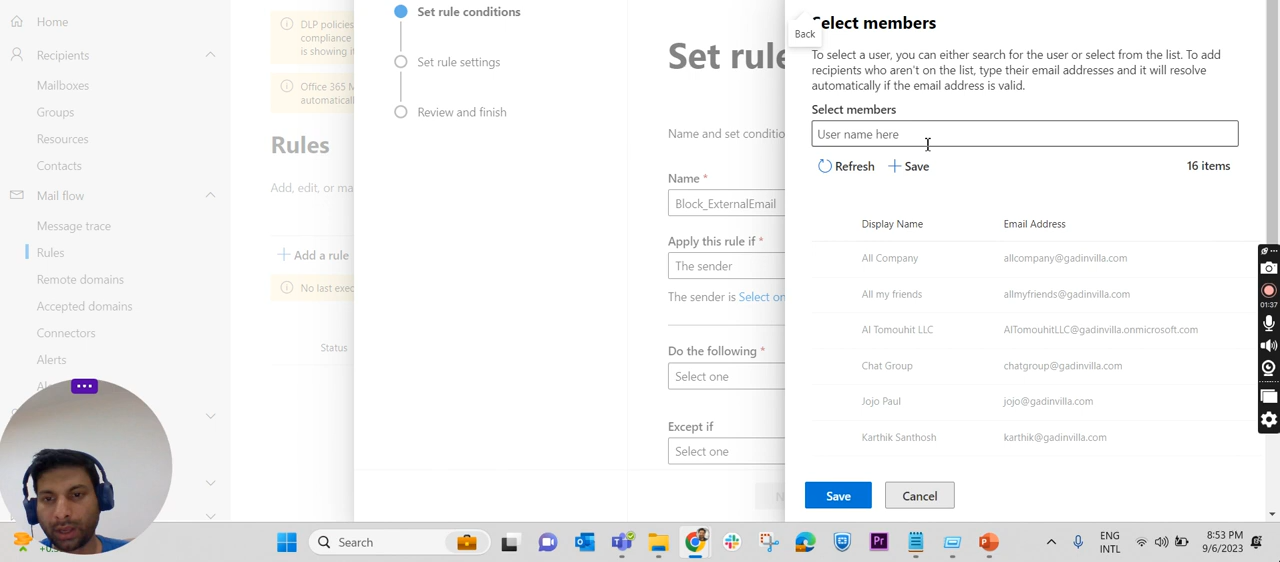 Home
Recipients
Mailboxes
Groups
Resources
Contacts
Mail flow
Message trace
Rules
Remote domains
Accepted domains
Connectors
Alerts
DLP policies
compliance
is showing if
Office 365 M
automaticall
Rules
Add, edit, or ma
Add a rule
No last exec
Status
Set rule conditions
Set rule settings
Review and finish
Set rule
Name and set conditio
Name *
Block_ExternalEmail
Apply this rule if *
The sender
The sender is Select on
Do the following *
Select one
Except if
Select one
Back
Select members
To select a user, you can either search for the user or select from the list. To add
recipients who aren't on the list, type their email addresses and it will resolve
automatically if the email address is valid.
Select members
User name here
Refresh
Save
16 items
Display Name Email Address
All Company allcompany@gadinvilla.com
All my friends allmyfriends@gadinvilla.com
Al Tomouhit LLC AlTomouhitLLC@gadinvilla.onmicrosoft.com
Chat Group chatgroup@gadinvilla.com
Jojo Paul jojo@gadinvilla.com
Karthik Santhosh karthik@gadinvilla.com
Save
Cancel
01:37
Search
ENG
INTL
8:53 PM
9/6/2023